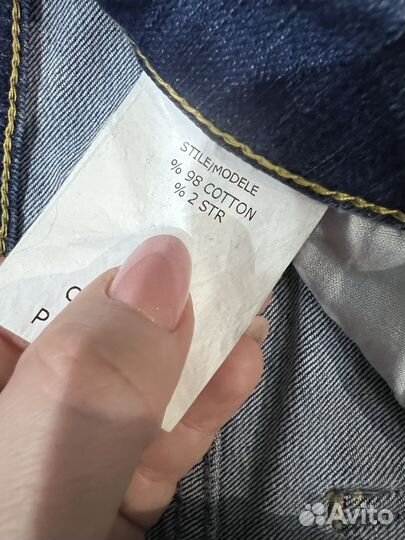 STILE/MODELE
% 98 COTTON
% 2 STR
C
P
Avito